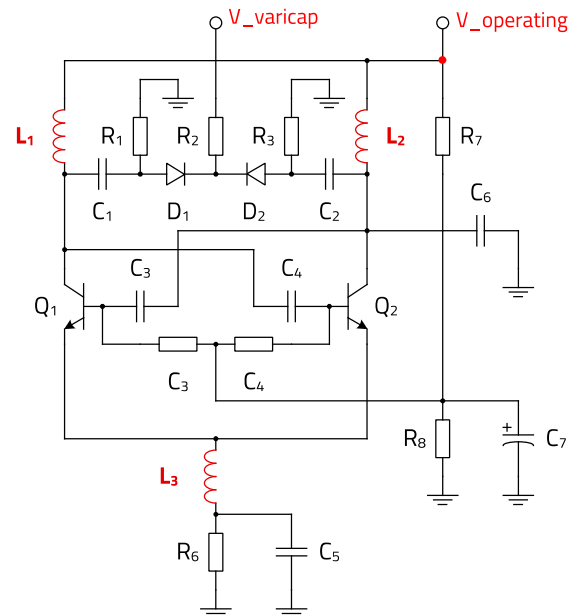 V_varicap
V_operating
L₁ R₁ R₂ R₃ L₂ R₇
C₁ D₁ D₂ C₂ C₆
C₃ C₄
Q₁ Q₂
C₃ C₄
R₈ + C₇
L₃
R₆ C₅